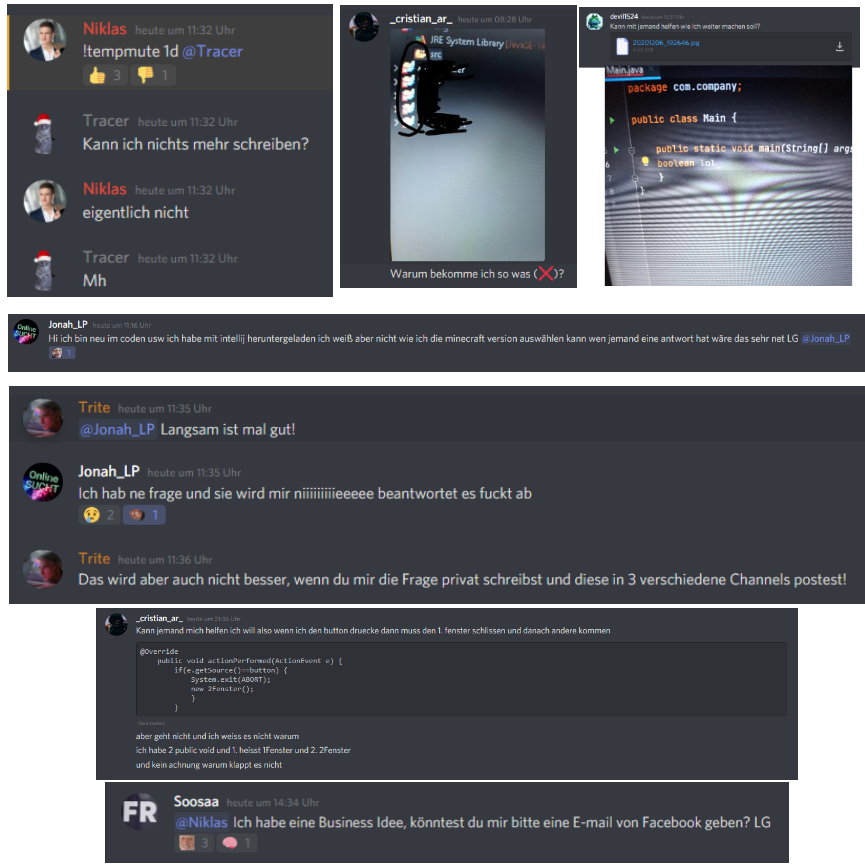 Niklas heute um 11:32 Uhr
!tempmute 1d @Tracer
3 1
Tracer heute um 11:32 Uhr
Kann ich nichts mehr schreiben?
Niklas heute um 11:32 Uhr
eigentlich nicht
Tracer heute um 11:32 Uhr
Mh
_cristian_ar_ heute um 08:28 Uhr
JRE System Library [JavaSE-1
src
Warum bekomme ich so was (❌)?
devil1524 heute um 11:27 Uhr
Kann mit jemand helfen wie ich weiter machen soll?
20201206_192646.jpg
Main.java
package com.company;
public class Main {
public static void main(String[] args
6 boolean lol
7 }
8 }
Online SUCHT
Jonah_LP heute um 11:16 Uhr
Hi ich bin neu im coden usw ich habe mit intellij heruntergeladen ich weiß aber nicht wie ich die minecraft version auswählen kann wen jemand eine antwort hat wäre das sehr net LG @Jonah_LP
1
Trite heute um 11:35 Uhr
@Jonah_LP Langsam ist mal gut!
Online SUCHT
Jonah_LP heute um 11:35 Uhr
Ich hab ne frage und sie wird mir niiiiiiiiieeeeee beantwortet es fuckt ab
2 1
Trite heute um 11:36 Uhr
Das wird aber auch nicht besser, wenn du mir die Frage privat schreibst und diese in 3 verschiedene Channels postest!
_cristian_ar_ heute um 21:36 Uhr
Kann jemand mich helfen ich will also wenn ich den button druecke dann muss den 1. fenster schlissen und danach andere kommen
@Override
public void actionPerformed(ActionEvent e) {
if(e.getSource()==button) {
System.exit(ABORT);
new 2Fenster();
}
}
(bearbeitet)
aber geht nicht und ich weiss es nicht warum
ich habe 2 public void und 1. heisst 1Fenster und 2. 2Fenster
und kein achnung warum klappt es nicht
FR
Soosaa heute um 14:34 Uhr
@Niklas Ich habe eine Business Idee, könntest du mir bitte eine E-mail von Facebook geben? LG
3 1